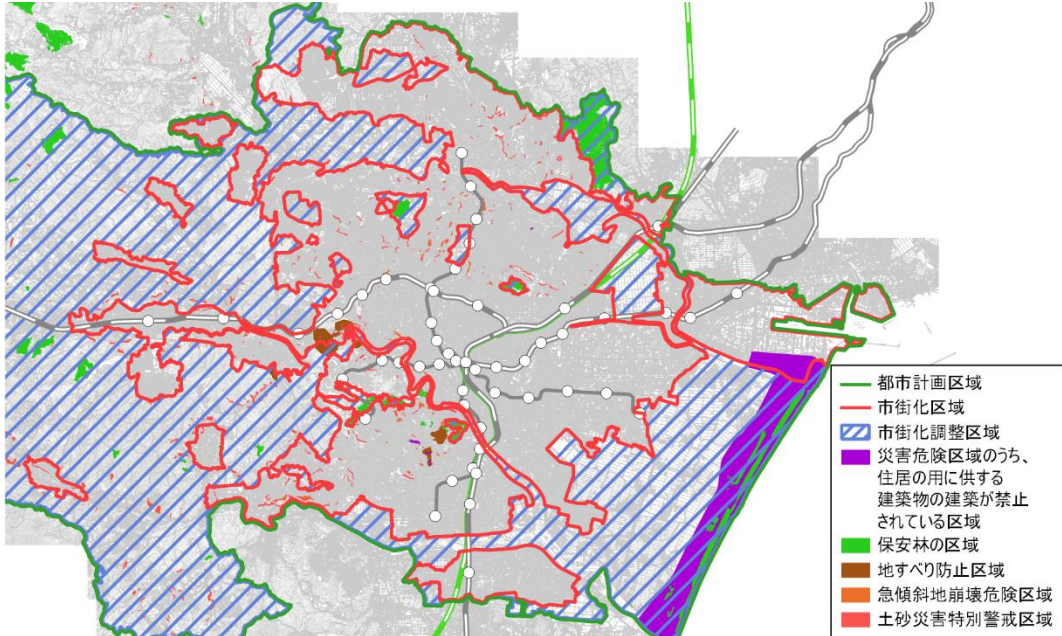 都市計画区域
市街化区域
市街化調整区域
災害危険区域のうち、
住居の用に供する
建築物の建築が禁止
されている区域
保安林の区域
地すべり防止区域
急傾斜地崩壊危険区域
土砂災害特別警戒区域